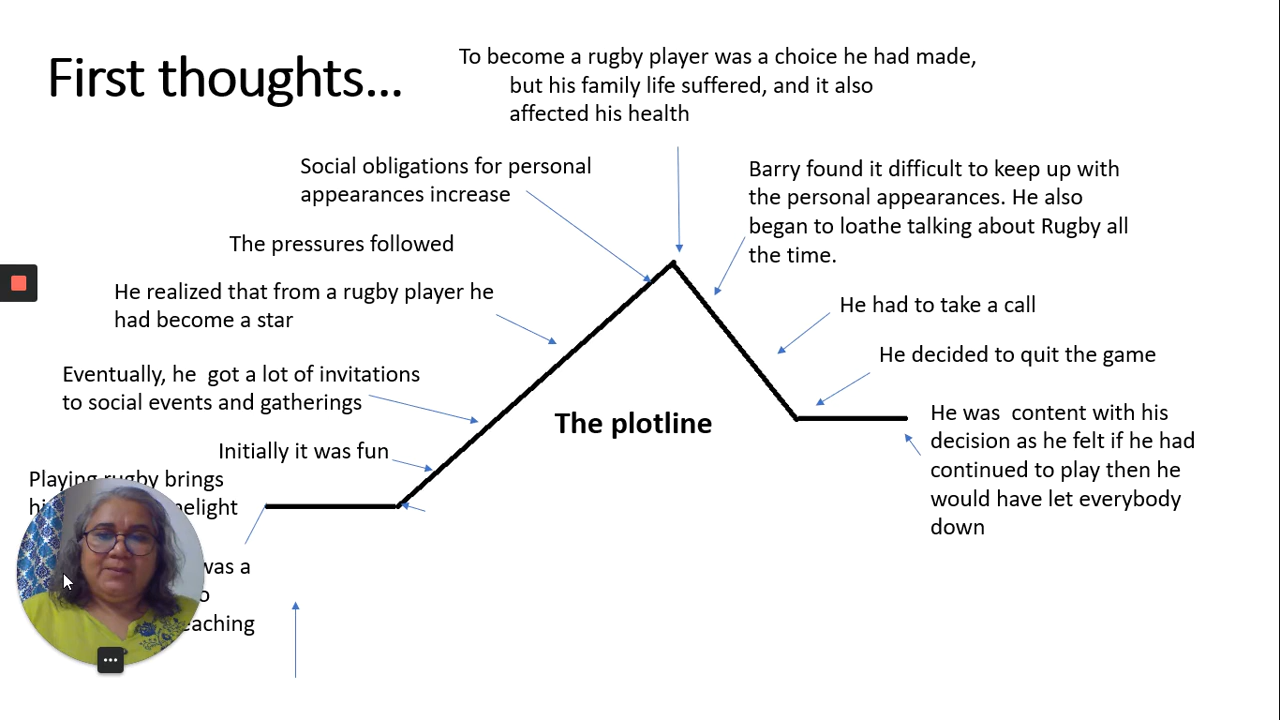 First thoughts...
To become a rugby player was a choice he had made,
but his family life suffered, and it also
affected his health
Social obligations for personal
appearances increase
Barry found it difficult to keep up with
the personal appearances. He also
began to loathe talking about Rugby all
the time.
The pressures followed
He realized that from a rugby player he
had become a star
He had to take a call
He decided to quit the game
Eventually, he  got a lot of invitations
to social events and gatherings
The plotline
He was  content with his
decision as he felt if he had
continued to play then he
would have let everybody
down
Initially it was fun
Playing rugby brings
was a